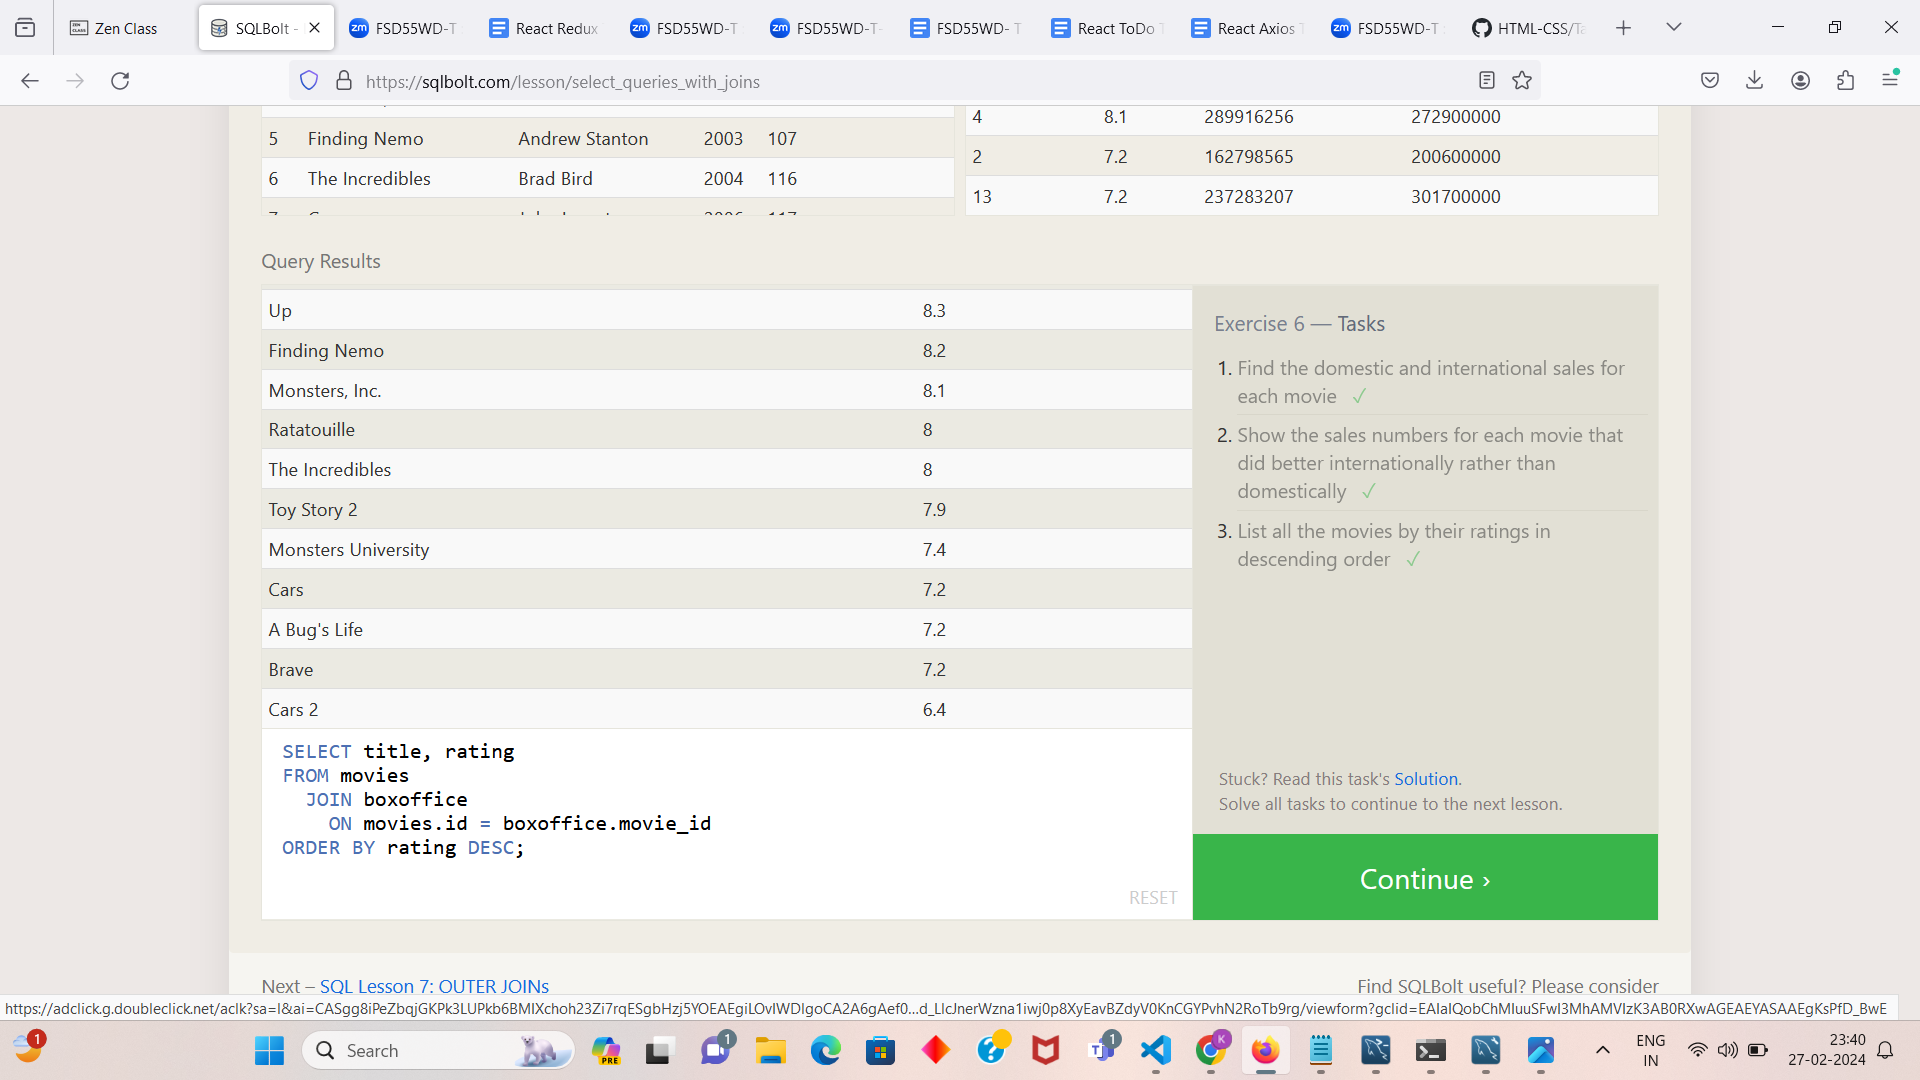 Zen Class
SQLBolt -
FSD55WD-T
React Redux
FSD55WD-T
FSD55WD-T-
FSD55WD- T
React ToDo T
React Axios T
FSD55WD-T
HTML-CSS/Ta
https://sqlbolt.com/lesson/select_queries_with_joins
5 Finding Nemo Andrew Stanton 2003 107
6 The Incredibles Brad Bird 2004 116
4 8.1 289916256 272900000
2 7.2 162798565 200600000
13 7.2 237283207 301700000
Query Results
Up 8.3
Finding Nemo 8.2
Monsters, Inc. 8.1
Ratatouille 8
The Incredibles 8
Toy Story 2 7.9
Monsters University 7.4
Cars 7.2
A Bug's Life 7.2
Brave 7.2
Cars 2 6.4
SELECT title, rating
FROM movies
JOIN boxoffice
ON movies.id = boxoffice.movie_id
ORDER BY rating DESC;
RESET
Exercise 6 — Tasks
1. Find the domestic and international sales for
each movie ✓
2. Show the sales numbers for each movie that
did better internationally rather than
domestically ✓
3. List all the movies by their ratings in
descending order ✓
Stuck? Read this task's Solution.
Solve all tasks to continue to the next lesson.
Continue ›
Next – SQL Lesson 7: OUTER JOINs
Find SQLBolt useful? Please consider
https://adclick.g.doubleclick.net/aclk?sa=l&ai=CASgg8iPeZbqjGKPk3LUPkb6BMIXchoh23Zi7rqESgbHzj5YOEAEgiLOvIWDlgoCA2A6gAef0...d_LlcJnerWzna1iwj0p8XyEavBZdyV0KnCGYPvhN2RoTb9rg/viewform?gclid=EAIaIQobChMIuuSFwI3MhAMVIzK3AB0RXwAGEAEYASAAEgKsPfD_BwE
1
Search
PRE
1
1
K
ENG
IN
23:40
27-02-2024